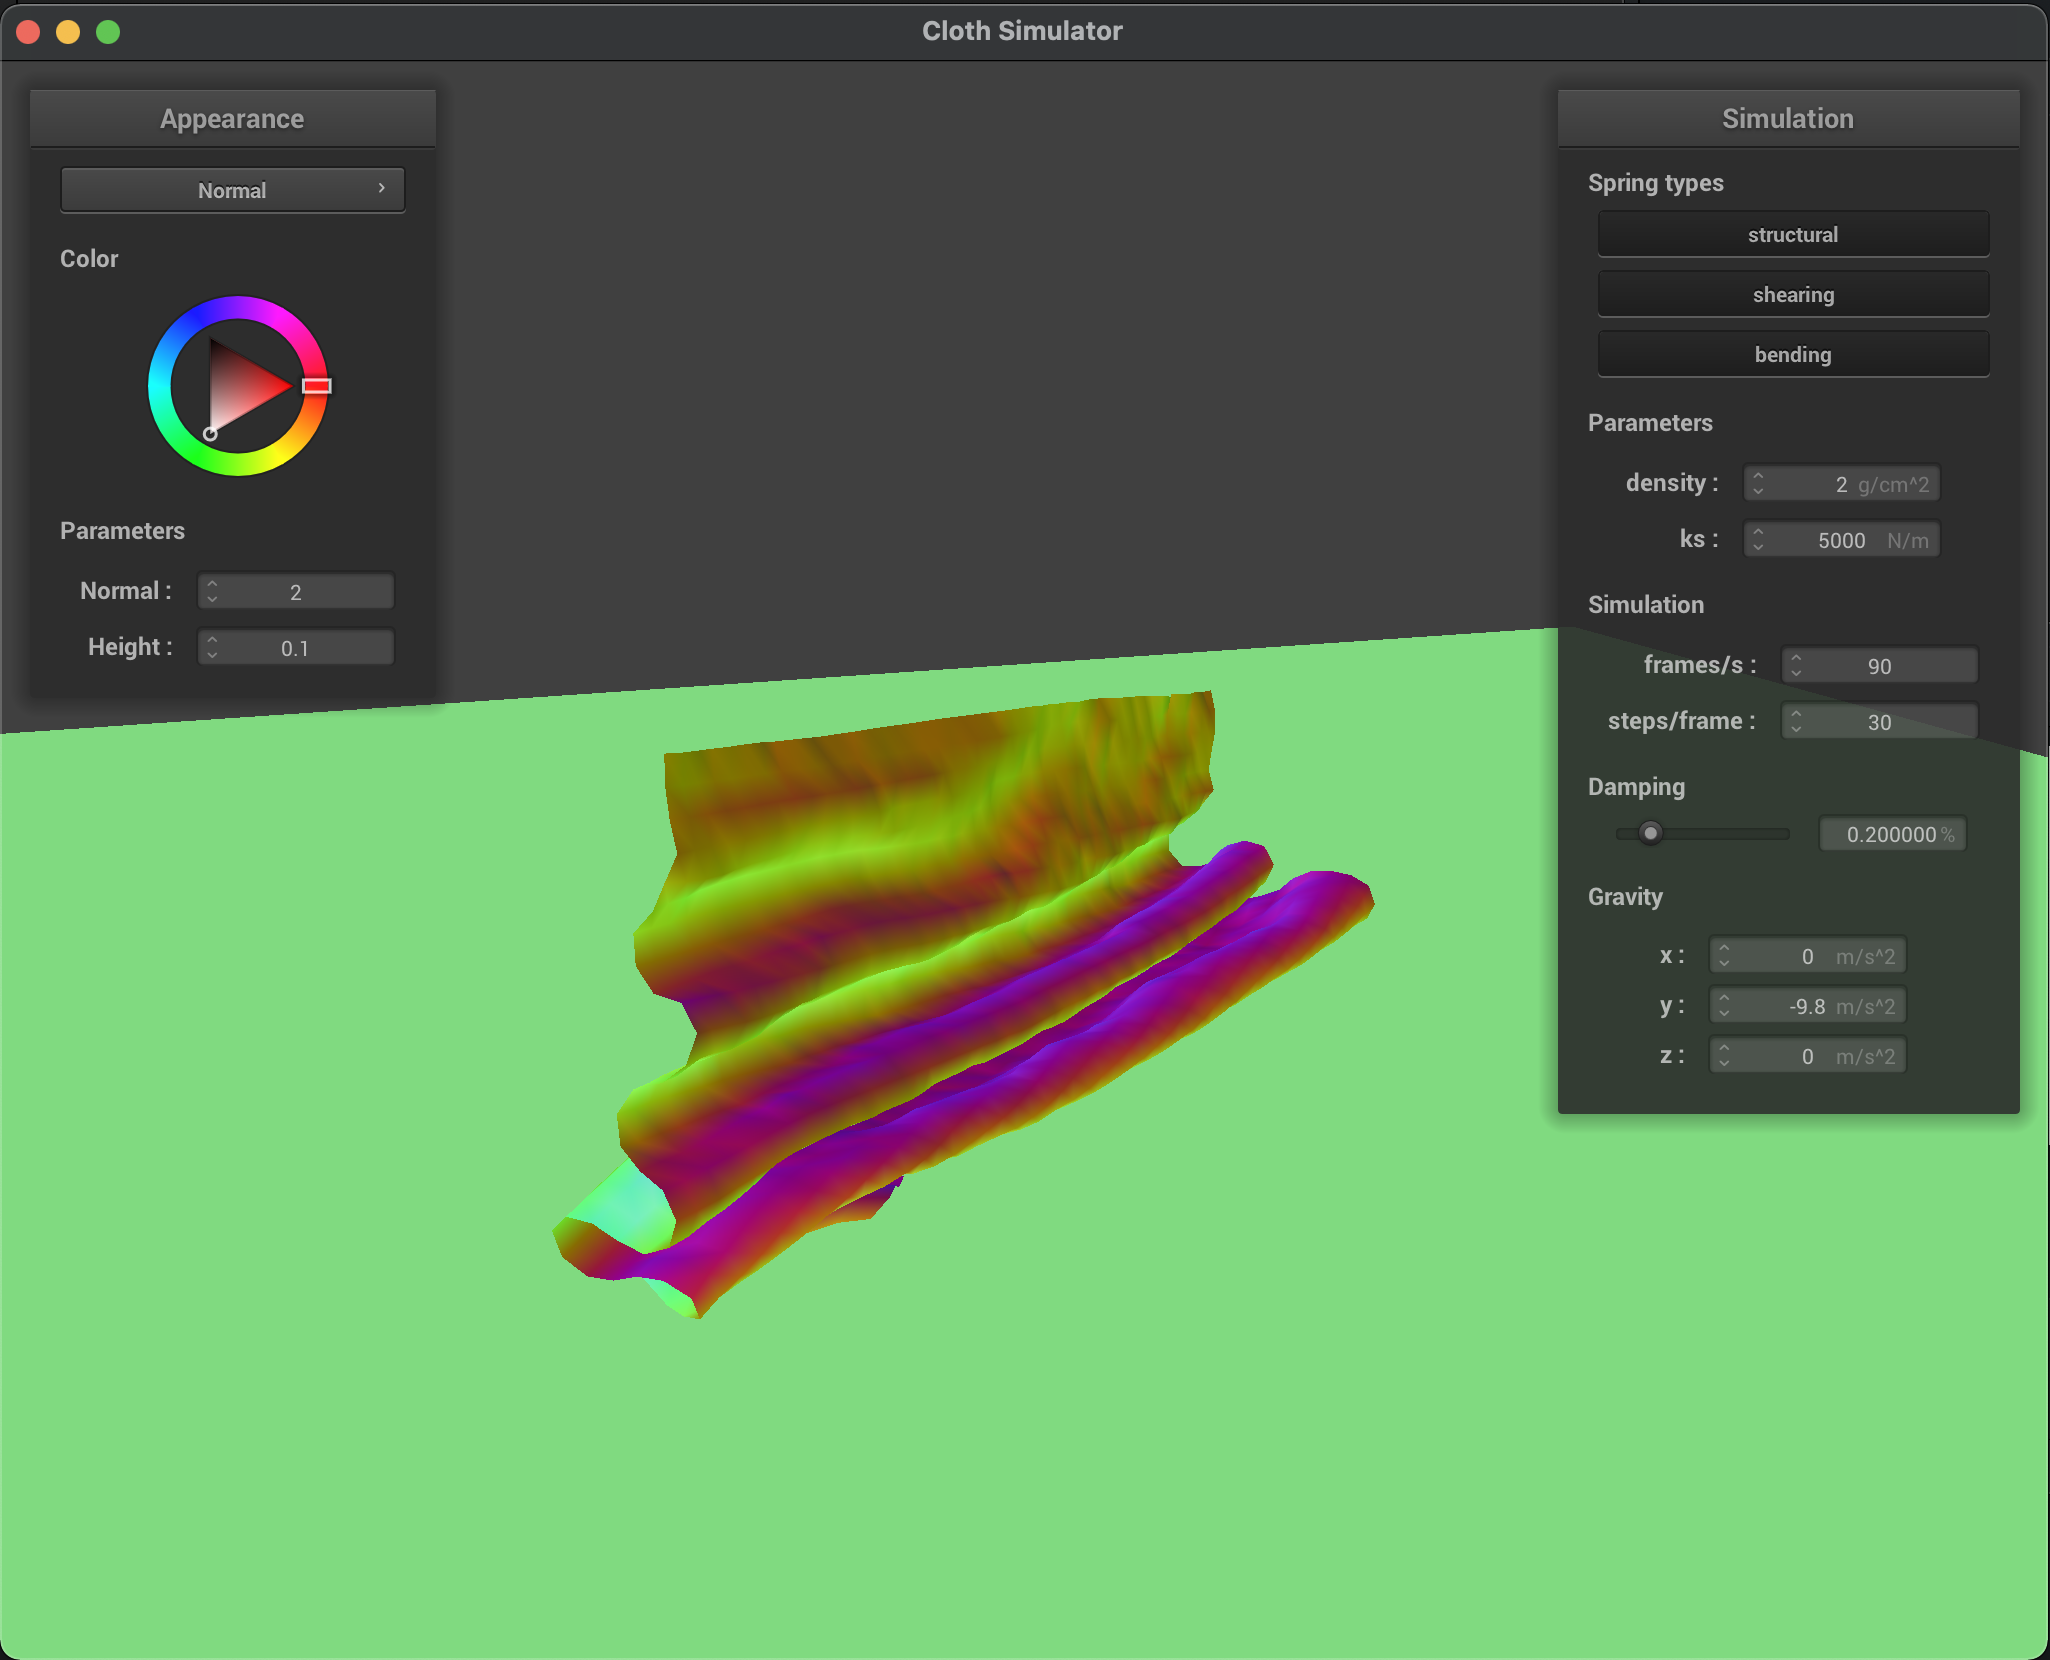 Cloth Simulator
Appearance
Normal
Color
Parameters
Normal : 2
Height : 0.1
Simulation
Spring types
structural
shearing
bending
Parameters
density : 2 g/cm^2
ks : 5000 N/m
Simulation
frames/s : 90
steps/frame : 30
Damping
0.200000 %
Gravity
x : 0 m/s^2
y : -9.8 m/s^2
z : 0 m/s^2